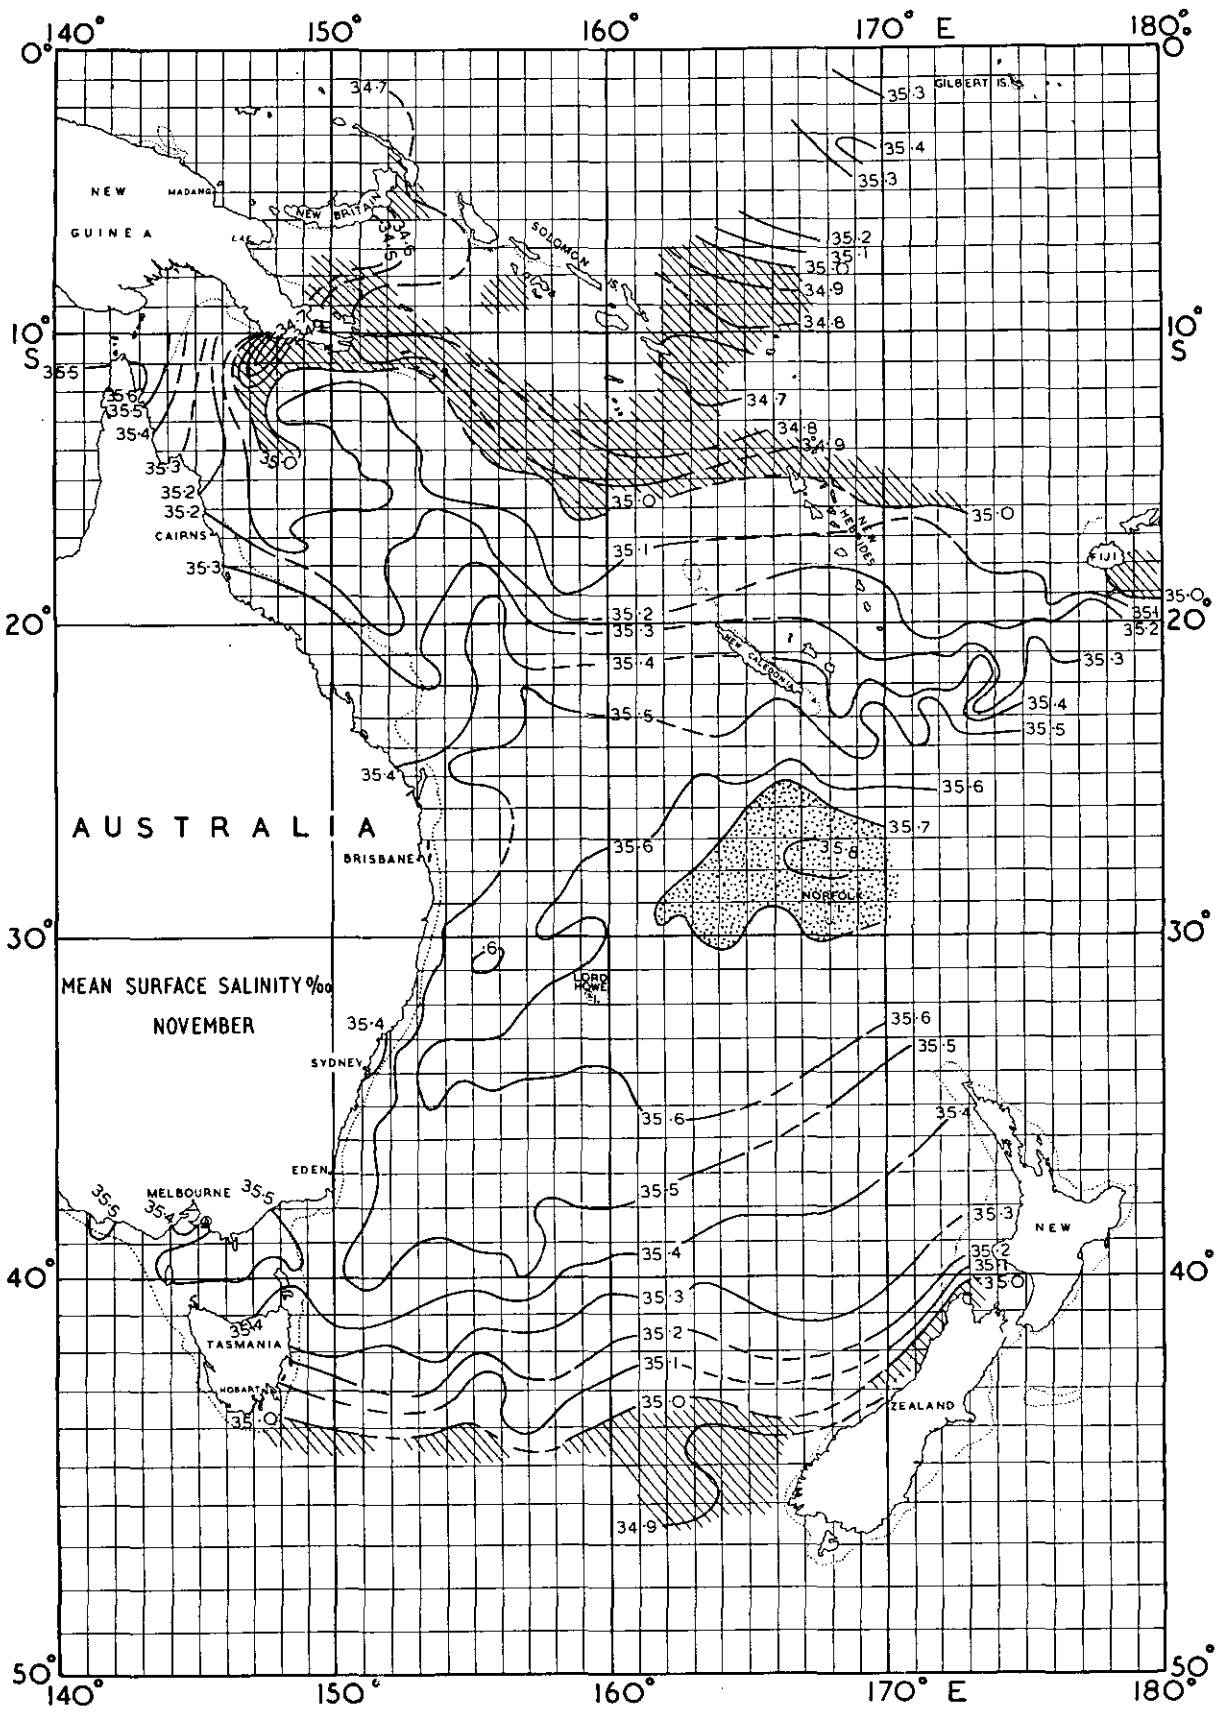 140° 150° 160° 170° E 180°
0° 0°
34·7
35·3 GILBERT IS.
35·4
35·3
NEW MADANG
NEW BRITAIN
GUINEA LAE
34·6
34·5
SOLOMON IS.
35·2
35·1
35·0
34·9
34·8
34·7
10° 10°
S S
35·5
35·6
35·5
34·7
35·4
34·8
34·9
35·3
35·0
35·2
35·0
35·0
35·2
NEW HEBRIDES
CAIRNS
35·1
FIJI
35·3
35·0
35·2
35·1
20° 20°
35·3
35·2
35·4
NEW CALEDONIA
35·3
35·5
35·4
35·5
35·4
35·6
AUSTRALIA
35·7
BRISBANE
35·6
35·8
NORFOLK
30° 30°
·6
MEAN SURFACE SALINITY ‰
LORD HOWE I.
NOVEMBER
35·4
35·6
SYDNEY
35·5
35·6
35·4
EDEN
35·5
MELBOURNE
35·5
35·5
35·4
35·3
NEW
35·4
35·2
35·1
40° 40°
35·0
35·3
35·4
35·2
TASMANIA
35·1
HOBART
35·0
35·0
ZEALAND
34·9
50° 50°
140° 150° 160° 170° E 180°